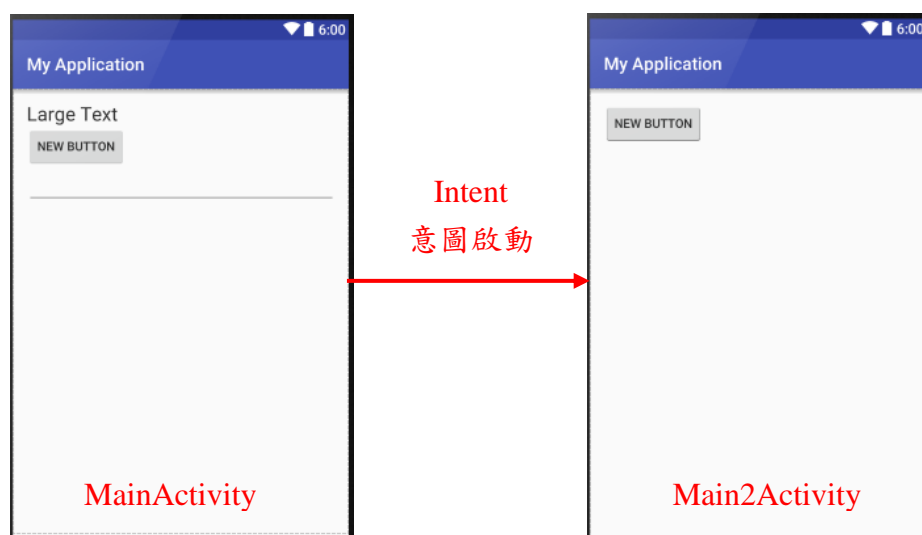 6:00
My Application
Large Text
NEW BUTTON
MainActivity
Intent
意圖啟動
6:00
My Application
NEW BUTTON
Main2Activity